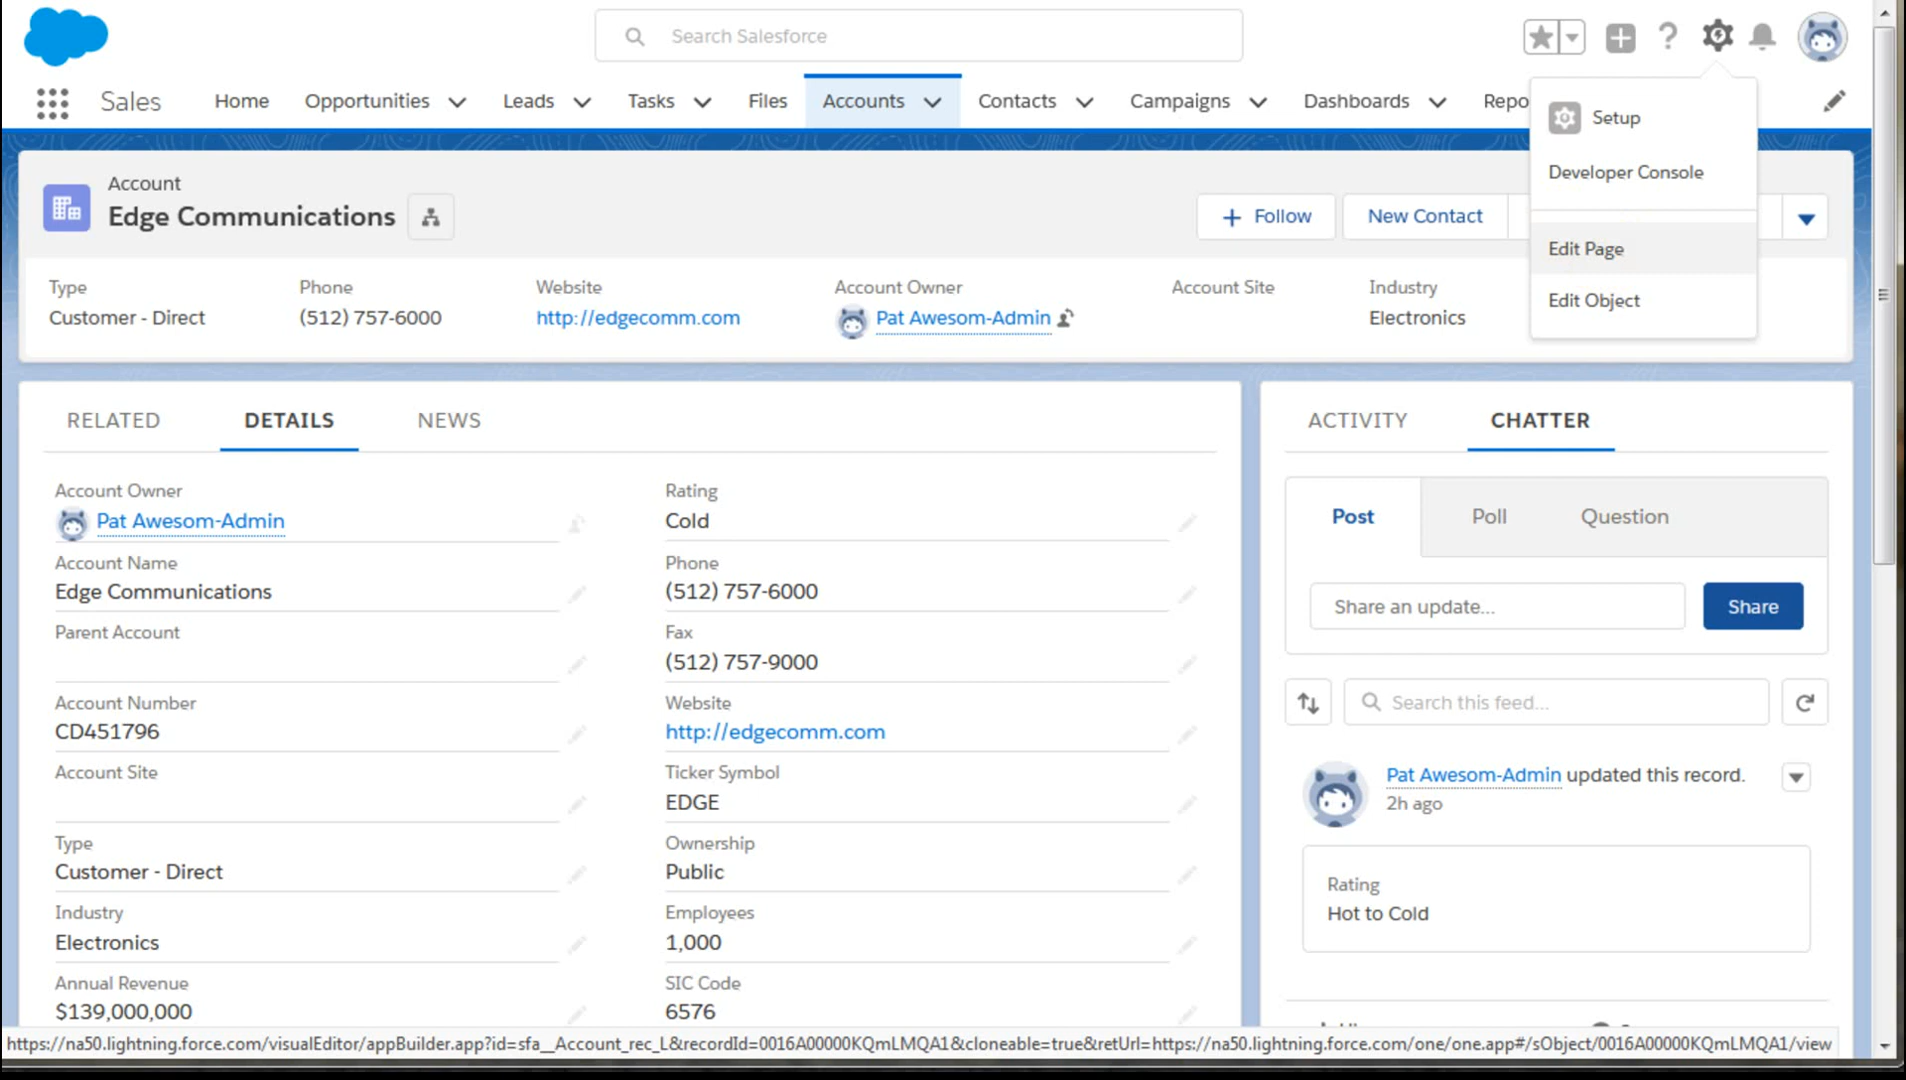 Search Salesforce
Sales Home Opportunities Leads Tasks Files Accounts Contacts Campaigns Dashboards Repo
Setup
Developer Console
Edit Page
Edit Object
Account
Edge Communications
+ Follow New Contact
Type Phone Website Account Owner Account Site Industry
Customer - Direct (512) 757-6000 http://edgecomm.com Pat Awesom-Admin Electronics
RELATED DETAILS NEWS
Account Owner Rating
Pat Awesom-Admin Cold
Account Name Phone
Edge Communications (512) 757-6000
Parent Account Fax
(512) 757-9000
Account Number Website
CD451796 http://edgecomm.com
Account Site Ticker Symbol
EDGE
Type Ownership
Customer - Direct Public
Industry Employees
Electronics 1,000
Annual Revenue SIC Code
$139,000,000 6576
ACTIVITY CHATTER
Post Poll Question
Share an update... Share
Search this feed...
Pat Awesom-Admin updated this record.
2h ago
Rating
Hot to Cold
https://na50.lightning.force.com/visualEditor/appBuilder.app?id=sfa__Account_rec_L&recordId=0016A00000KQmLMQA1&cloneable=true&retUrl=https://na50.lightning.force.com/one/one.app#/sObject/0016A00000KQmLMQA1/view